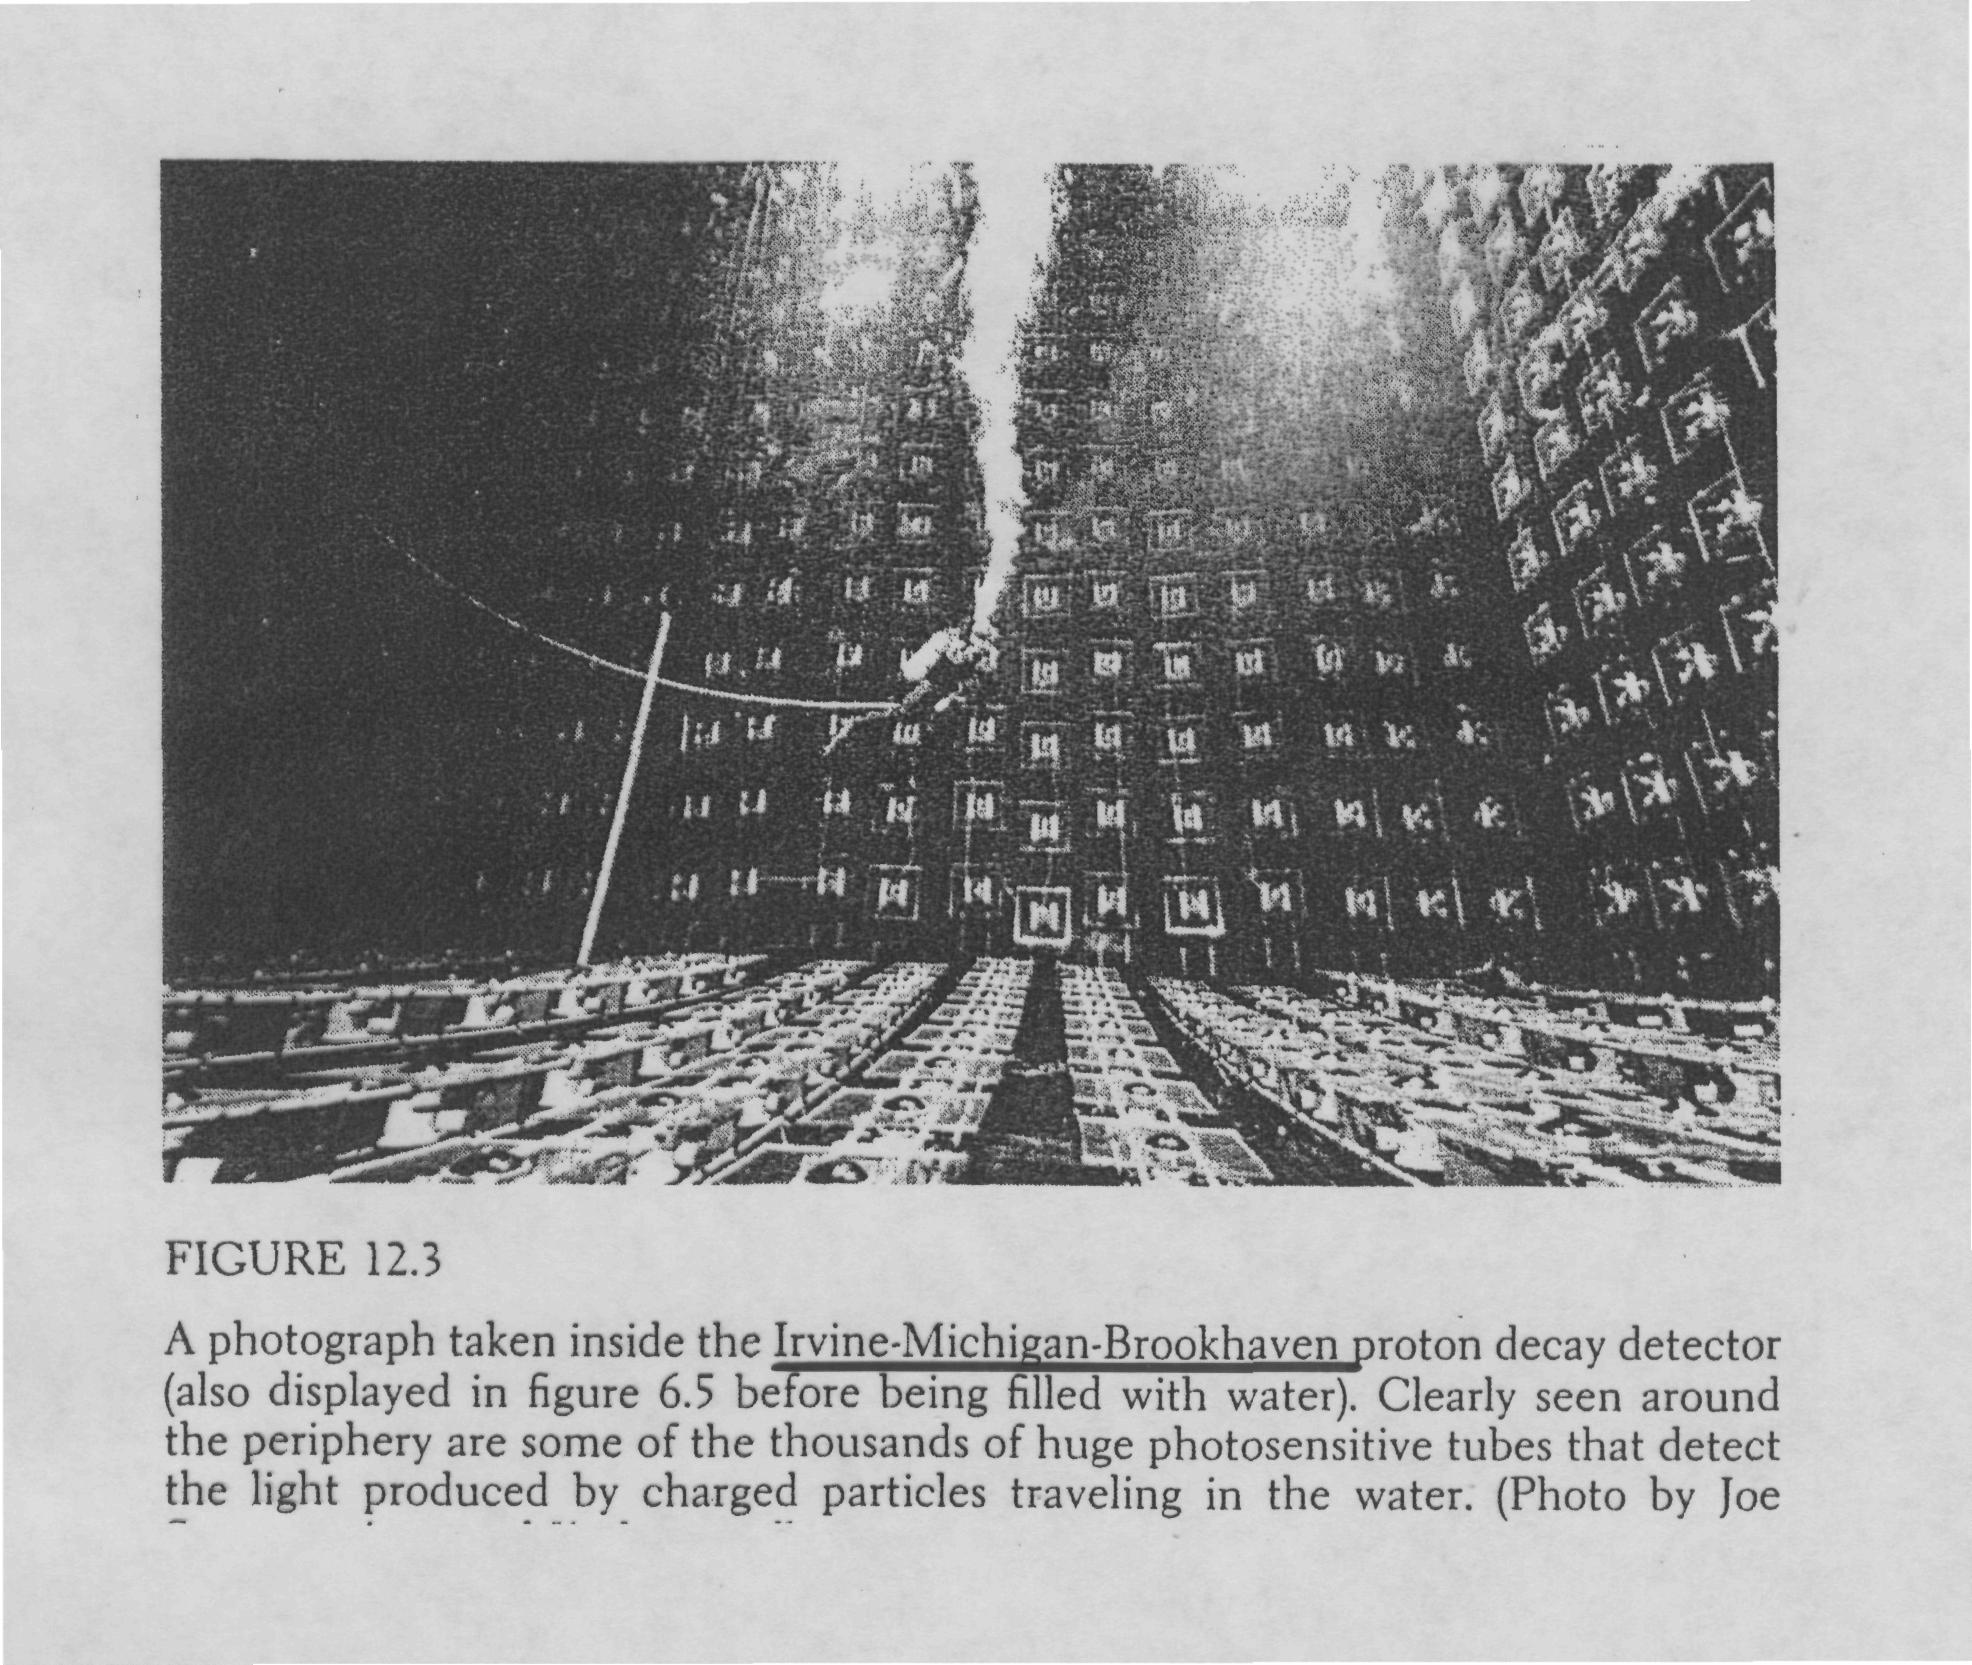 FIGURE 12.3
A photograph taken inside the Irvine-Michigan-Brookhaven proton decay detector
(also displayed in figure 6.5 before being filled with water). Clearly seen around
the periphery are some of the thousands of huge photosensitive tubes that detect
the light produced by charged particles traveling in the water. (Photo by Joe